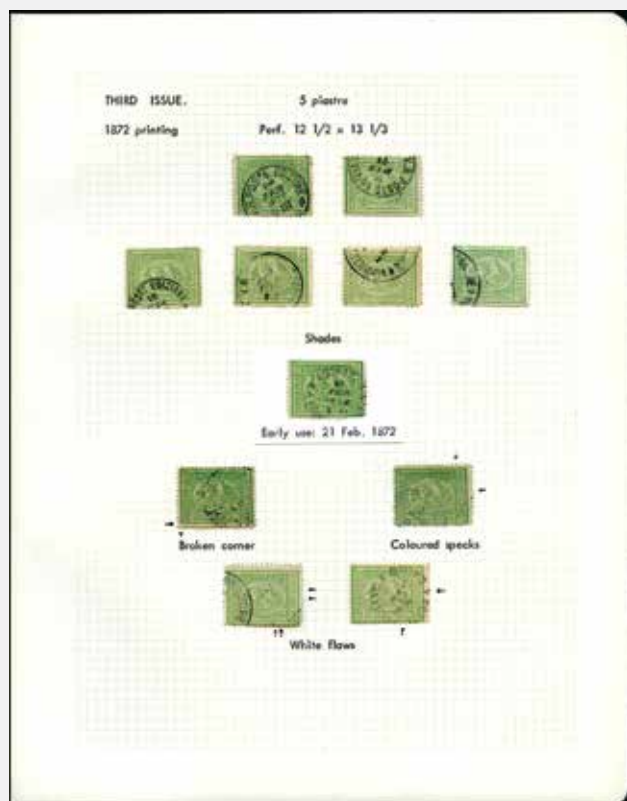 THIRD ISSUE. 5 piastre
1872 printing Perf. 12 1/2 x 13 1/3
Shades
Early use: 21 Feb. 1872
Broken corner Coloured specks
White flaws